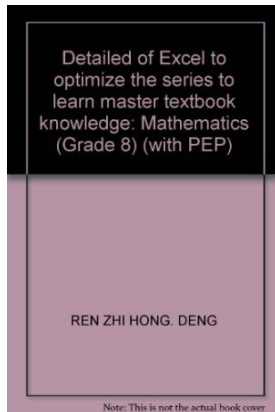 Detailed of Excel to
optimize the series to
learn master textbook
knowledge: Mathematics
(Grade 8) (with PEP)
REN ZHI HONG. DENG
Note: This is not the actual book cover